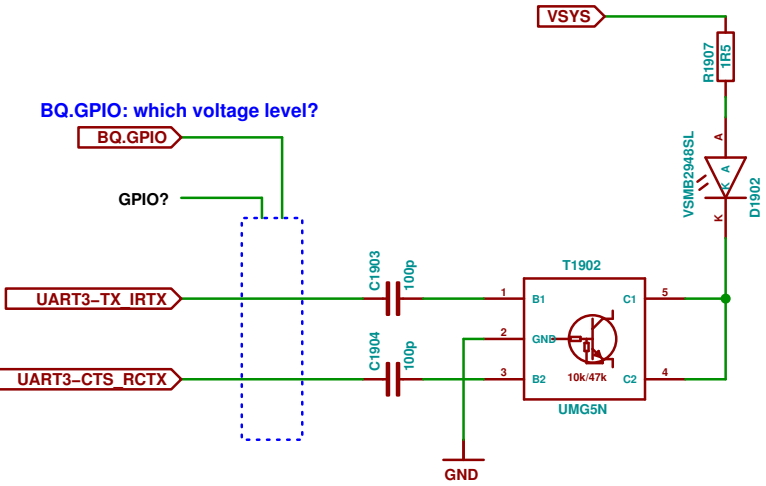 VSYS
R1907
1R5
BQ.GPIO: which voltage level?
BQ.GPIO
GPIO?
A
VSMB2948SL
A
K
D1902
K
C1903
100p
T1902
UART3-TX_IRTX
1
B1
C1
5
2
GND
C1904
100p
UART3-CTS_RCTX
3
B2
10k/47k
C2
4
UMG5N
GND